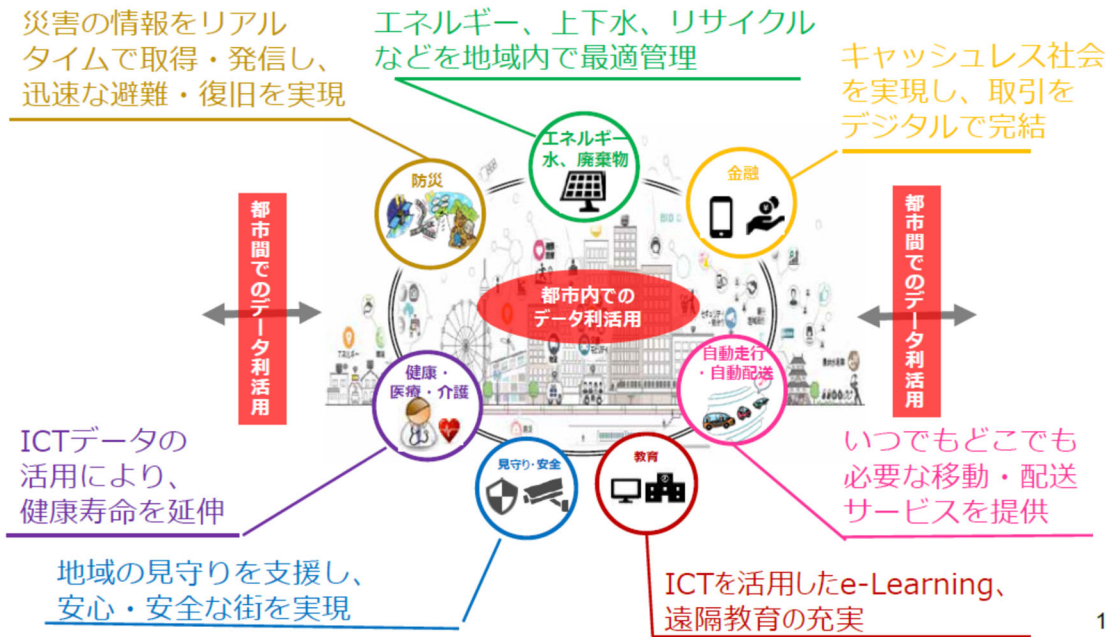 災害の情報をリアル
タイムで取得・発信し、
迅速な避難・復旧を実現
エネルギー、上下水、リサイクル
などを地域内で最適管理
キャッシュレス社会
を実現し、取引を
デジタルで完結
防災
エネルギー
水、廃棄物
金融
都市間でのデータ利活用
都市内での
データ利活用
都市間でのデータ利活用
健康・
医療・介護
自動走行
・自動配送
見守り・安全
教育
ICTデータの
活用により、
健康寿命を延伸
いつでもどこでも
必要な移動・配送
サービスを提供
地域の見守りを支援し、
安心・安全な街を実現
ICTを活用したe-Learning、
遠隔教育の充実
1